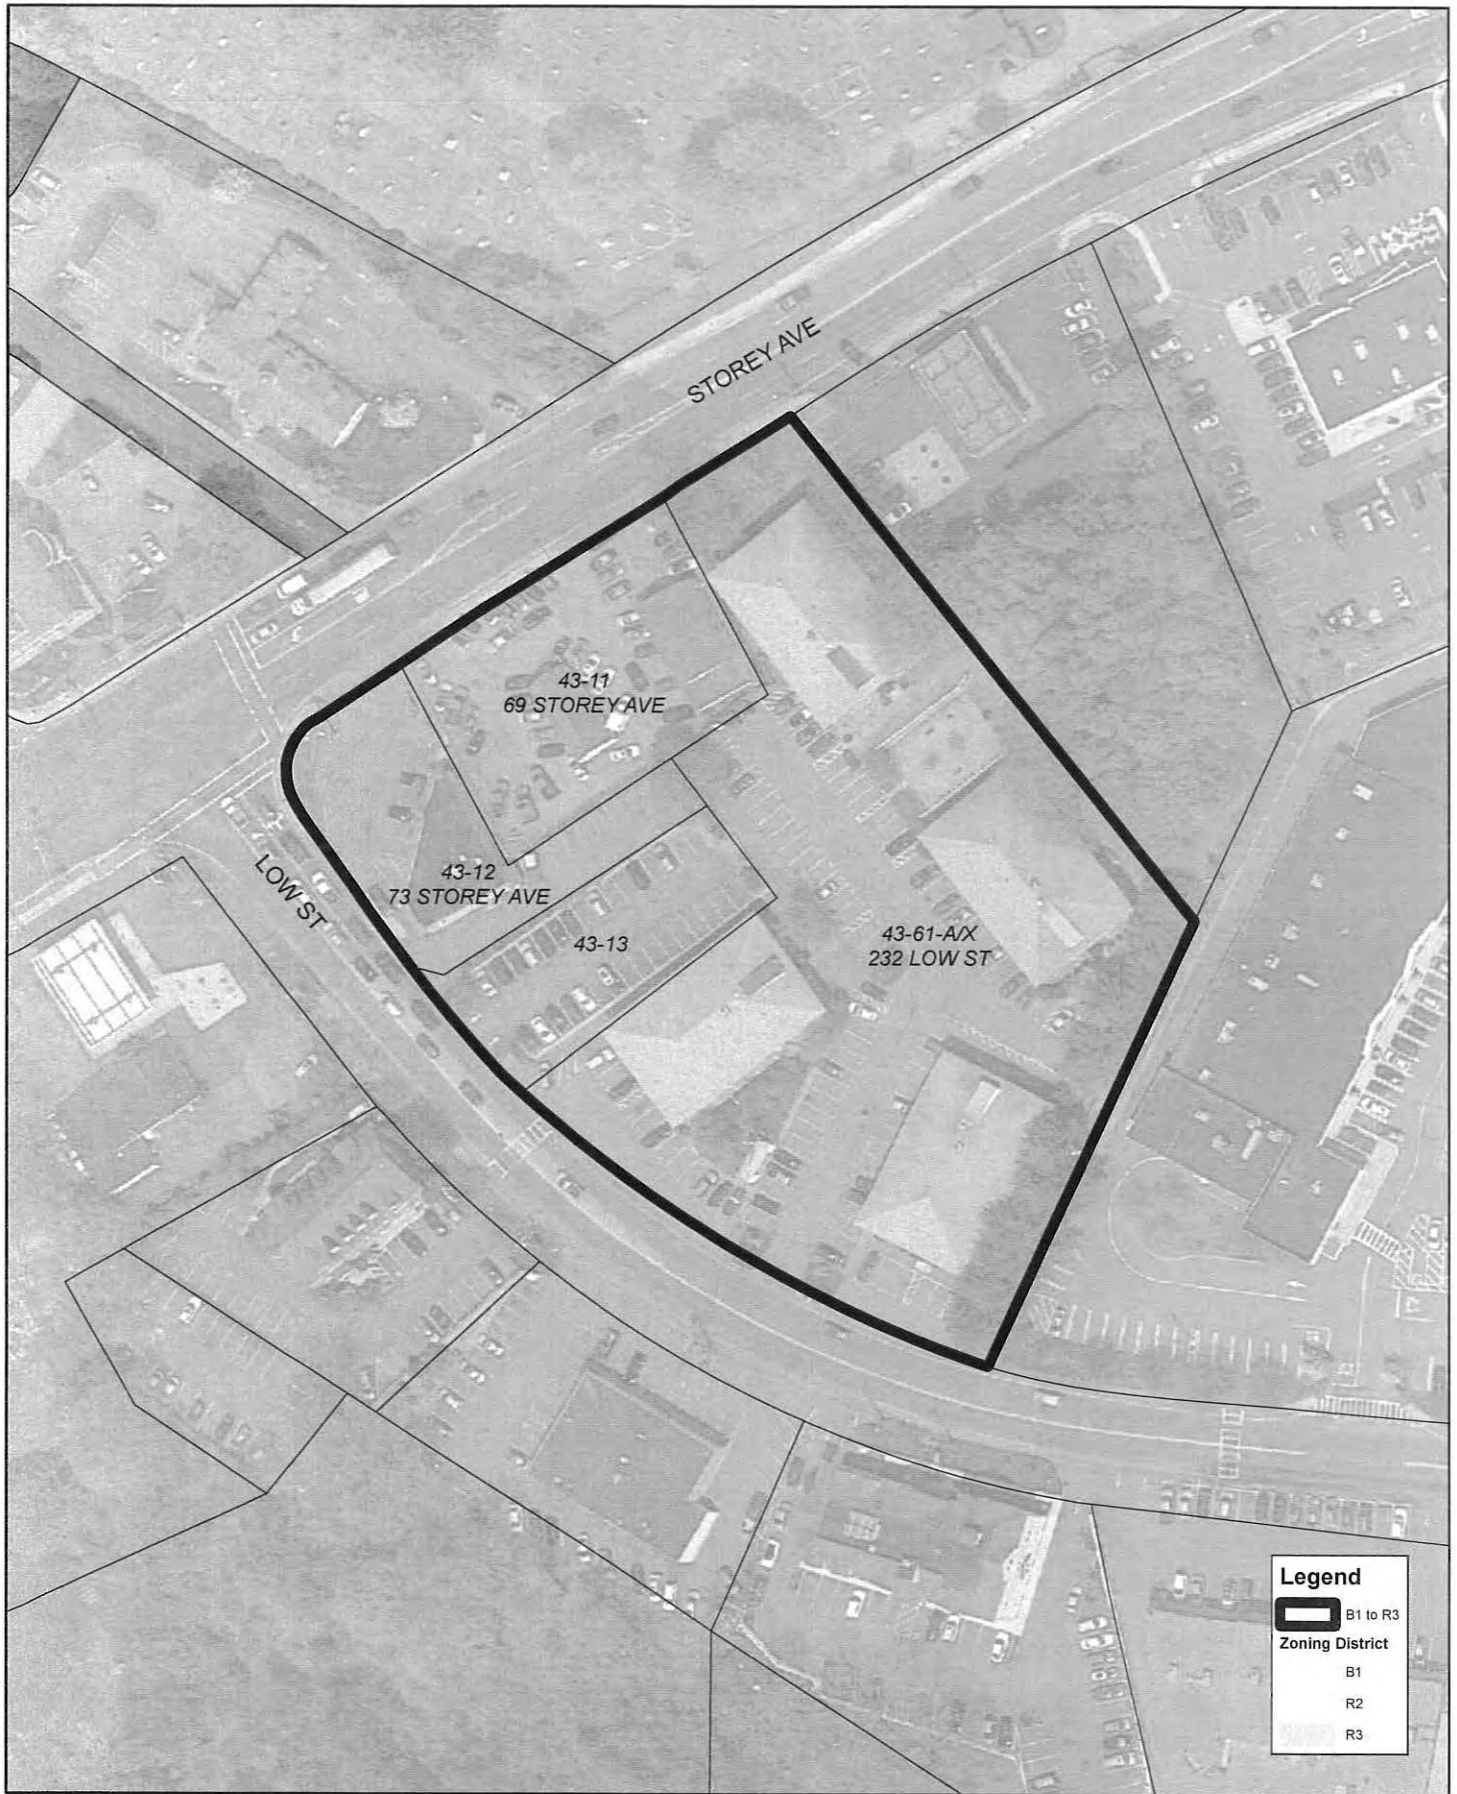 STOREY AVE
43-11
69 STOREY AVE
LOW ST
43-12
73 STOREY AVE
43-13
43-61-A/X
232 LOW ST
Legend
B1 to R3
Zoning District
B1
R2
R3